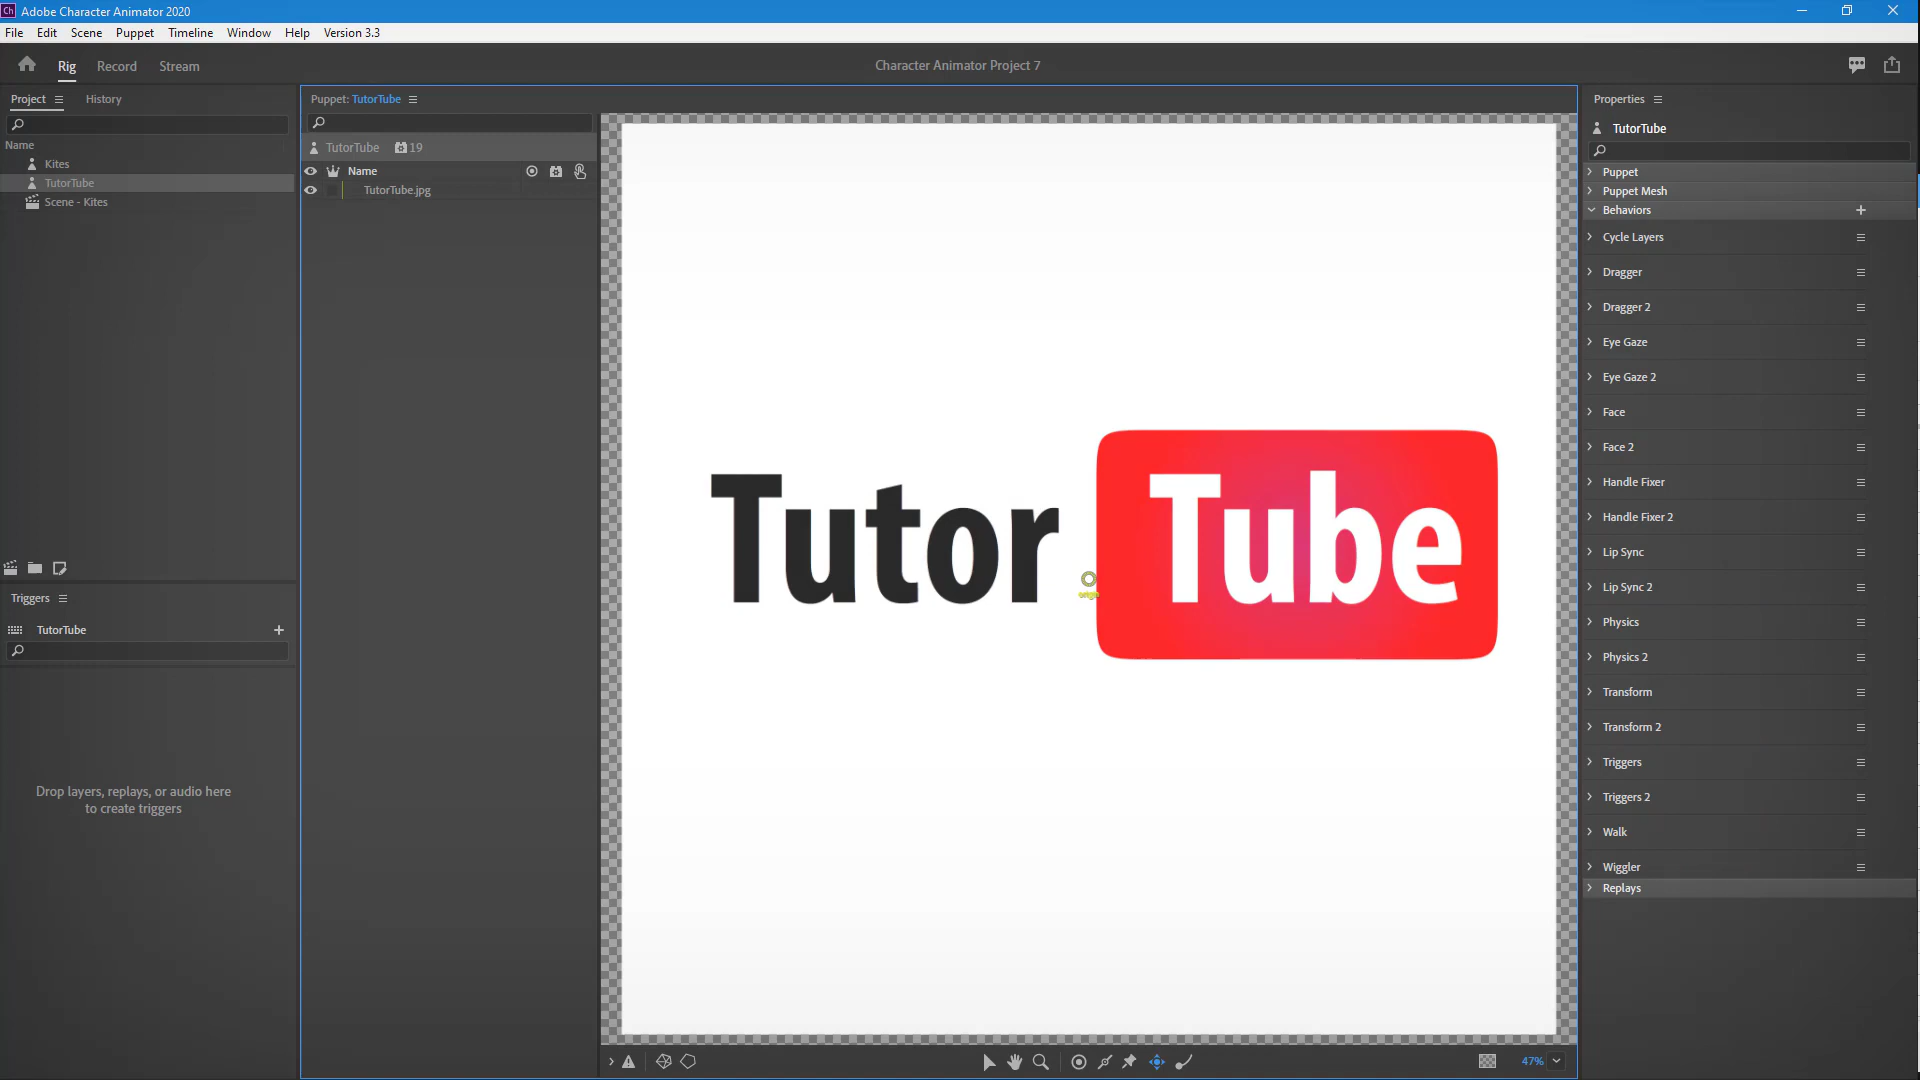 Ch Adobe Character Animator 2020
File Edit Scene Puppet Timeline Window Help Version 3.3
Rig Record Stream
Character Animator Project 7
Project History
Name
Kites
TutorTube
Scene - Kites
Triggers
TutorTube
Drop layers, replays, or audio here
to create triggers
Puppet: TutorTube
TutorTube 19
Name
TutorTube.jpg
Tutor Tube
origin
47%
Properties
TutorTube
Puppet
Puppet Mesh
Behaviors
Cycle Layers
Dragger
Dragger 2
Eye Gaze
Eye Gaze 2
Face
Face 2
Handle Fixer
Handle Fixer 2
Lip Sync
Lip Sync 2
Physics
Physics 2
Transform
Transform 2
Triggers
Triggers 2
Walk
Wiggler
Replays